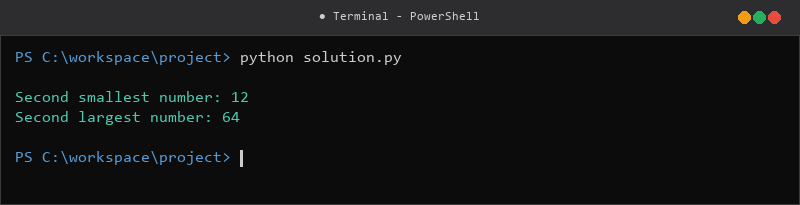 ● Terminal - PowerShell
PS C:\workspace\project> python solution.py
Second smallest number: 12
Second largest number: 64
PS C:\workspace\project>